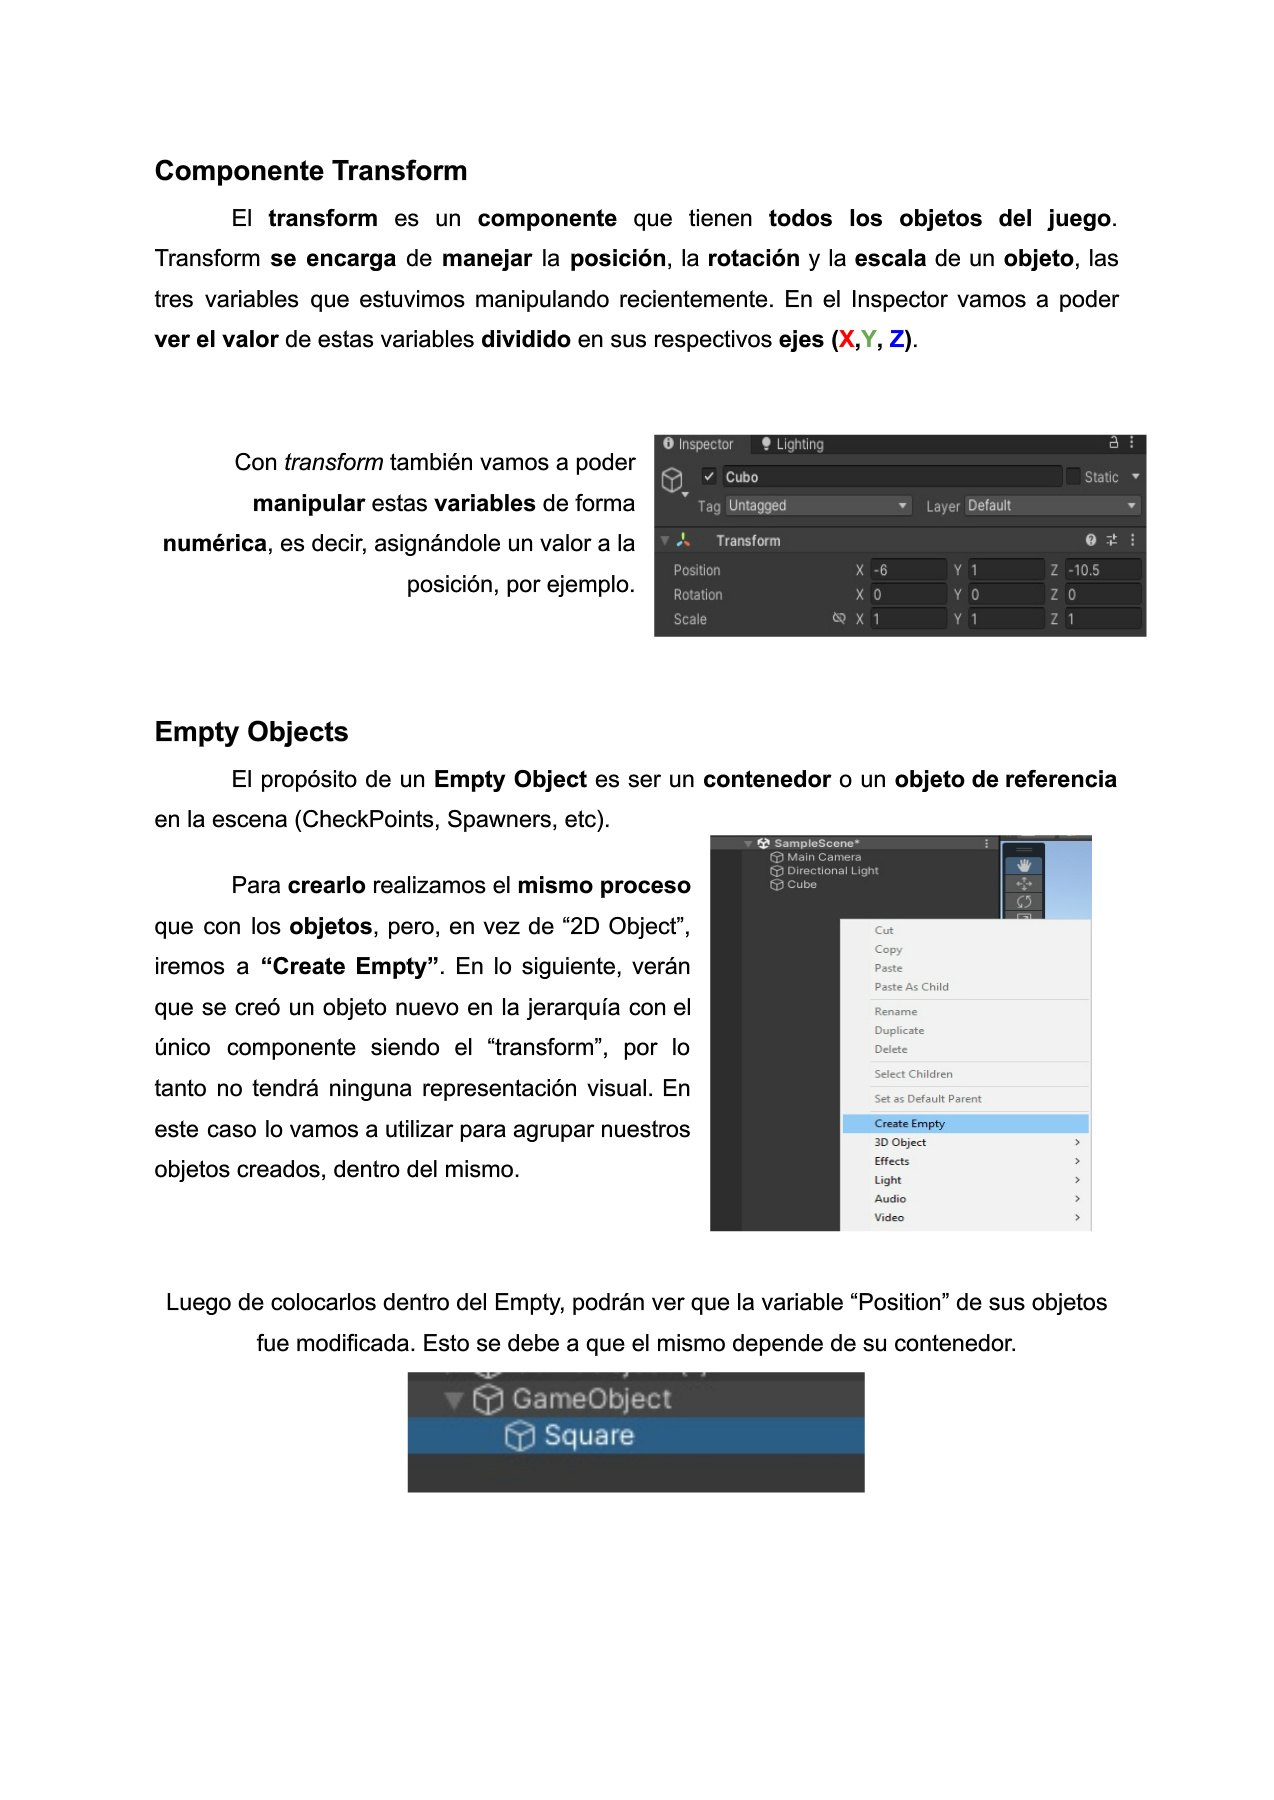 Componente Transform
El transform es un componente que tienen todos los objetos del juego.
Transform se encarga de manejar la posición, la rotación y la escala de un objeto, las
tres variables que estuvimos manipulando recientemente. En el Inspector vamos a poder
ver el valor de estas variables dividido en sus respectivos ejes (X,Y, Z).
Con transform también vamos a poder
manipular estas variables de forma
numérica, es decir, asignándole un valor a la
posición, por ejemplo.
Inspector Lighting
Cubo Static
Tag Untagged Layer Default
Transform
Position X -6 Y 1 Z -10.5
Rotation X 0 Y 0 Z 0
Scale X 1 Y 1 Z 1
Empty Objects
El propósito de un Empty Object es ser un contenedor o un objeto de referencia
en la escena (CheckPoints, Spawners, etc).
Para crearlo realizamos el mismo proceso
que con los objetos, pero, en vez de “2D Object”,
iremos a “Create Empty”. En lo siguiente, verán
que se creó un objeto nuevo en la jerarquía con el
único componente siendo el “transform”, por lo
tanto no tendrá ninguna representación visual. En
este caso lo vamos a utilizar para agrupar nuestros
objetos creados, dentro del mismo.
SampleScene*
Main Camera
Directional Light
Cube
Cut
Copy
Paste
Paste As Child
Rename
Duplicate
Delete
Select Children
Set as Default Parent
Create Empty
3D Object >
Effects >
Light >
Audio >
Video >
Luego de colocarlos dentro del Empty, podrán ver que la variable “Position” de sus objetos
fue modificada. Esto se debe a que el mismo depende de su contenedor.
GameObject
Square